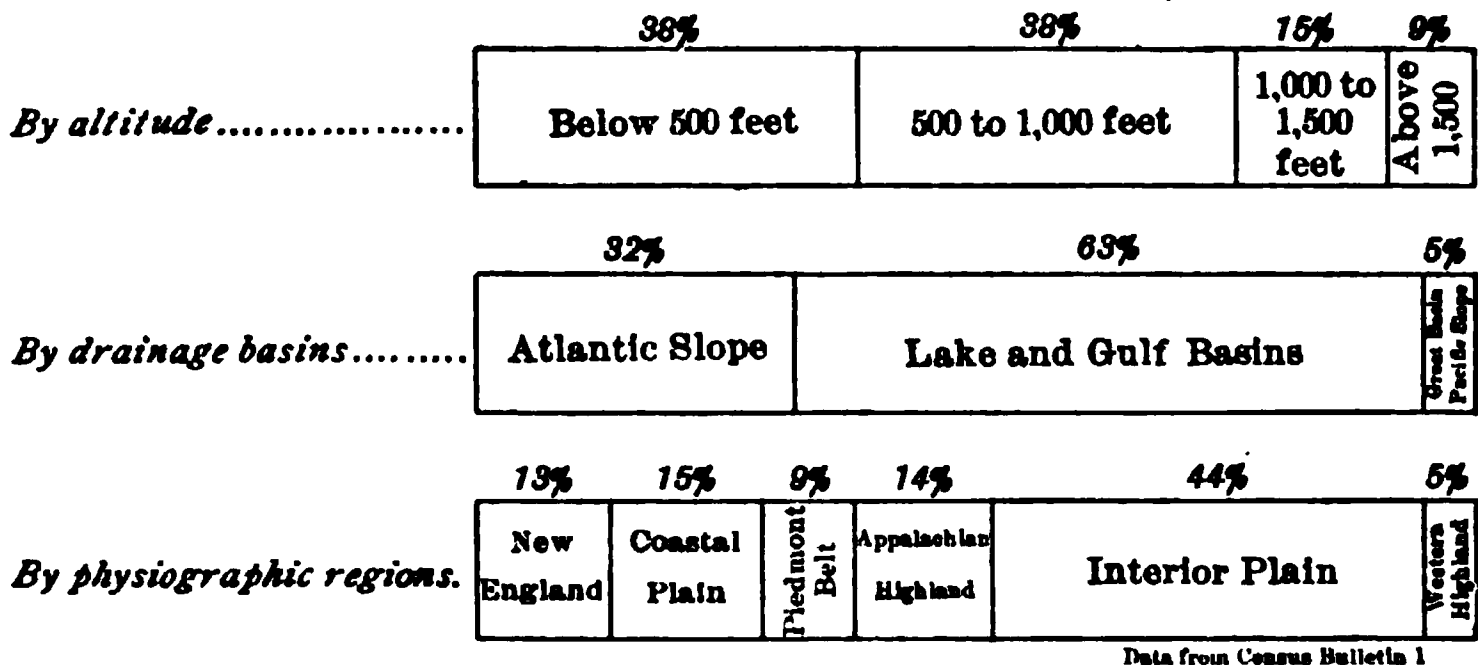 38% 38% 15% 9%
By altitude....................
Below 500 feet
500 to 1,000 feet
1,000 to
1,500
feet
Above
1,500
32% 63% 5%
By drainage basins.........
Atlantic Slope
Lake and Gulf Basins
Great Basin
Pacific Slope
13% 15% 9% 14% 44% 5%
By physiographic regions.
New
England
Coastal
Plain
Piedmont
Belt
Appalachian
Highland
Interior Plain
Western
Highland
Data from Census Bulletin 1